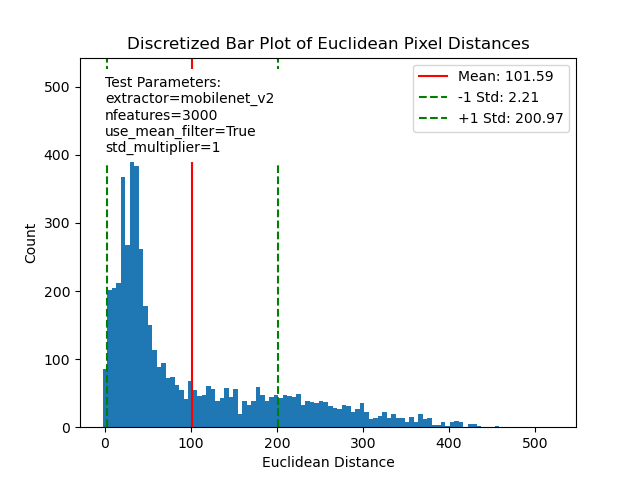 Discretized Bar Plot of Euclidean Pixel Distances
Test Parameters:
extractor=mobilenet_v2
nfeatures=3000
use_mean_filter=True
std_multiplier=1
Mean: 101.59
-1 Std: 2.21
+1 Std: 200.97
Count
500
400
300
200
100
0
0 100 200 300 400 500
Euclidean Distance